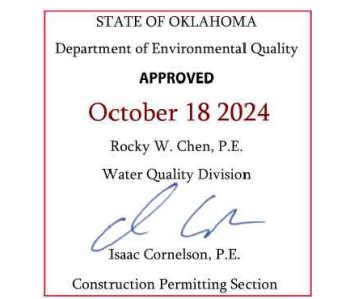 STATE OF OKLAHOMA
Department of Environmental Quality
APPROVED
October 18 2024
Rocky W. Chen, P.E.
Water Quality Division
Isaac Cornelson, P.E.
Construction Permitting Section